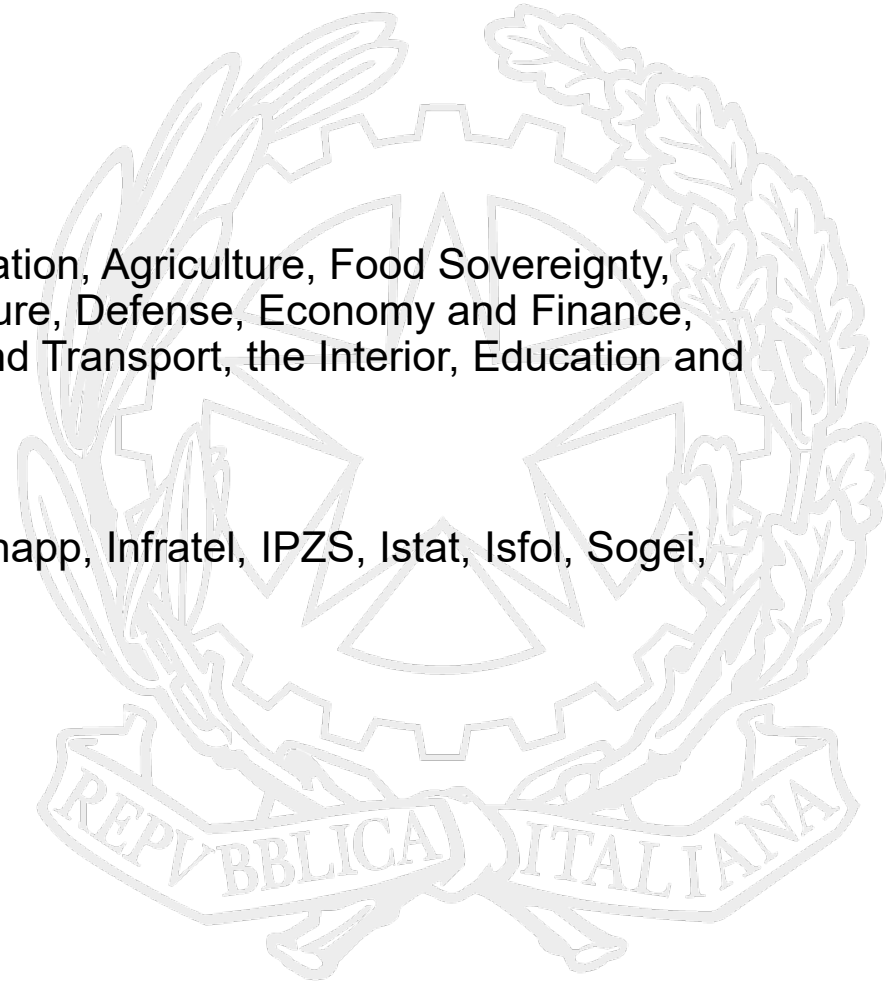 ation, Agriculture, Food Sovereignty,
ure, Defense, Economy and Finance,
nd Transport, the Interior, Education and
napp, Infratel, IPZS, Istat, Isfol, Sogei,
REPVBBLICA ITALIANA